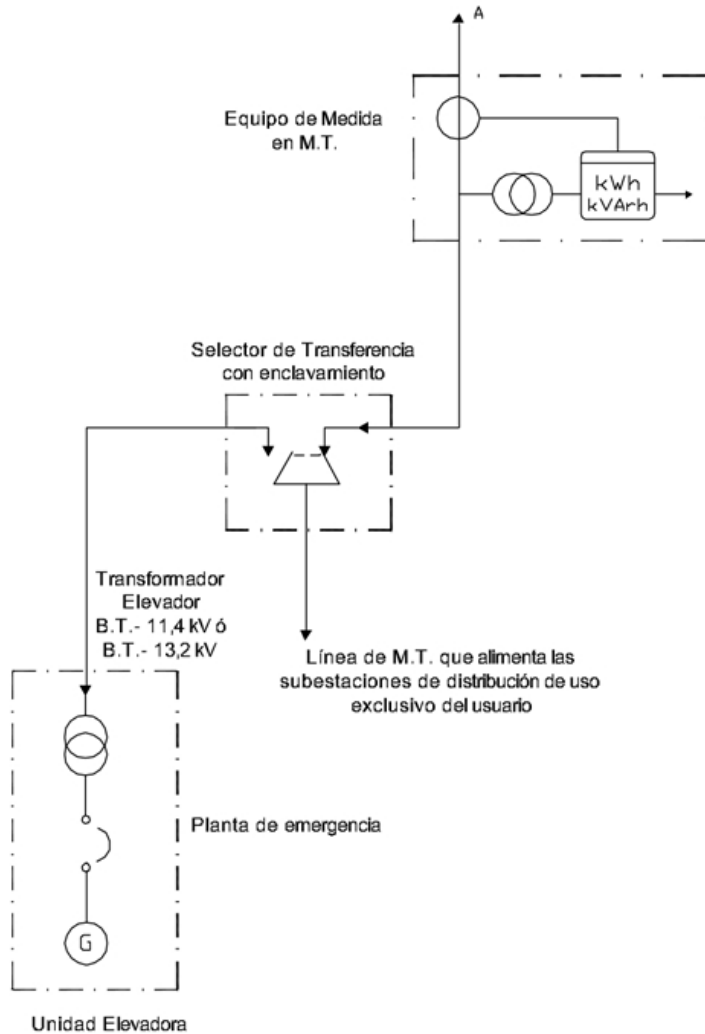 A
Equipo de Medida
en M.T.
kWh
kVArh
Selector de Transferencia
con enclavamiento
Transformador
Elevador
B.T.- 11,4 kV ó
B.T.- 13,2 kV
Línea de M.T. que alimenta las
subestaciones de distribución de uso
exclusivo del usuario
Planta de emergencia
G
Unidad Elevadora